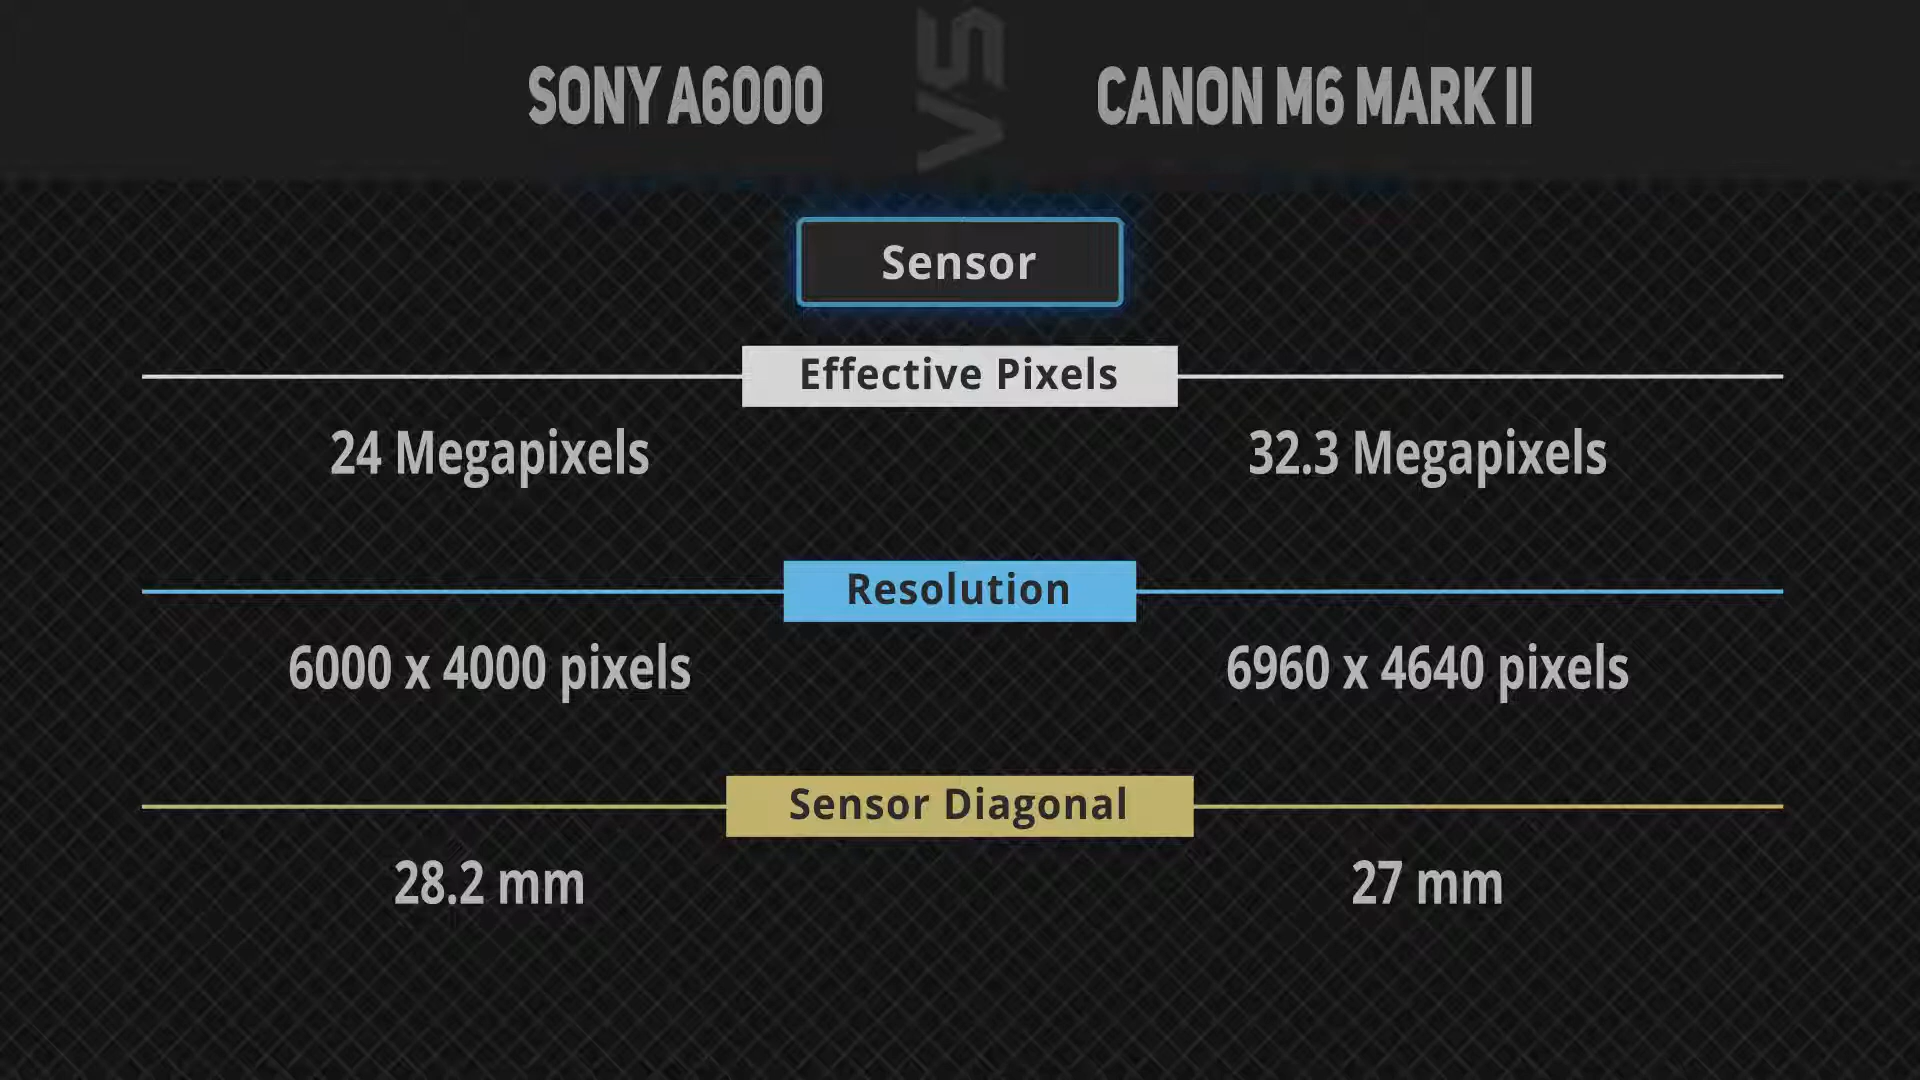 SONY A6000 VS CANON M6 MARK II
Sensor
Effective Pixels
24 Megapixels 32.3 Megapixels
Resolution
6000 x 4000 pixels 6960 x 4640 pixels
Sensor Diagonal
28.2 mm 27 mm